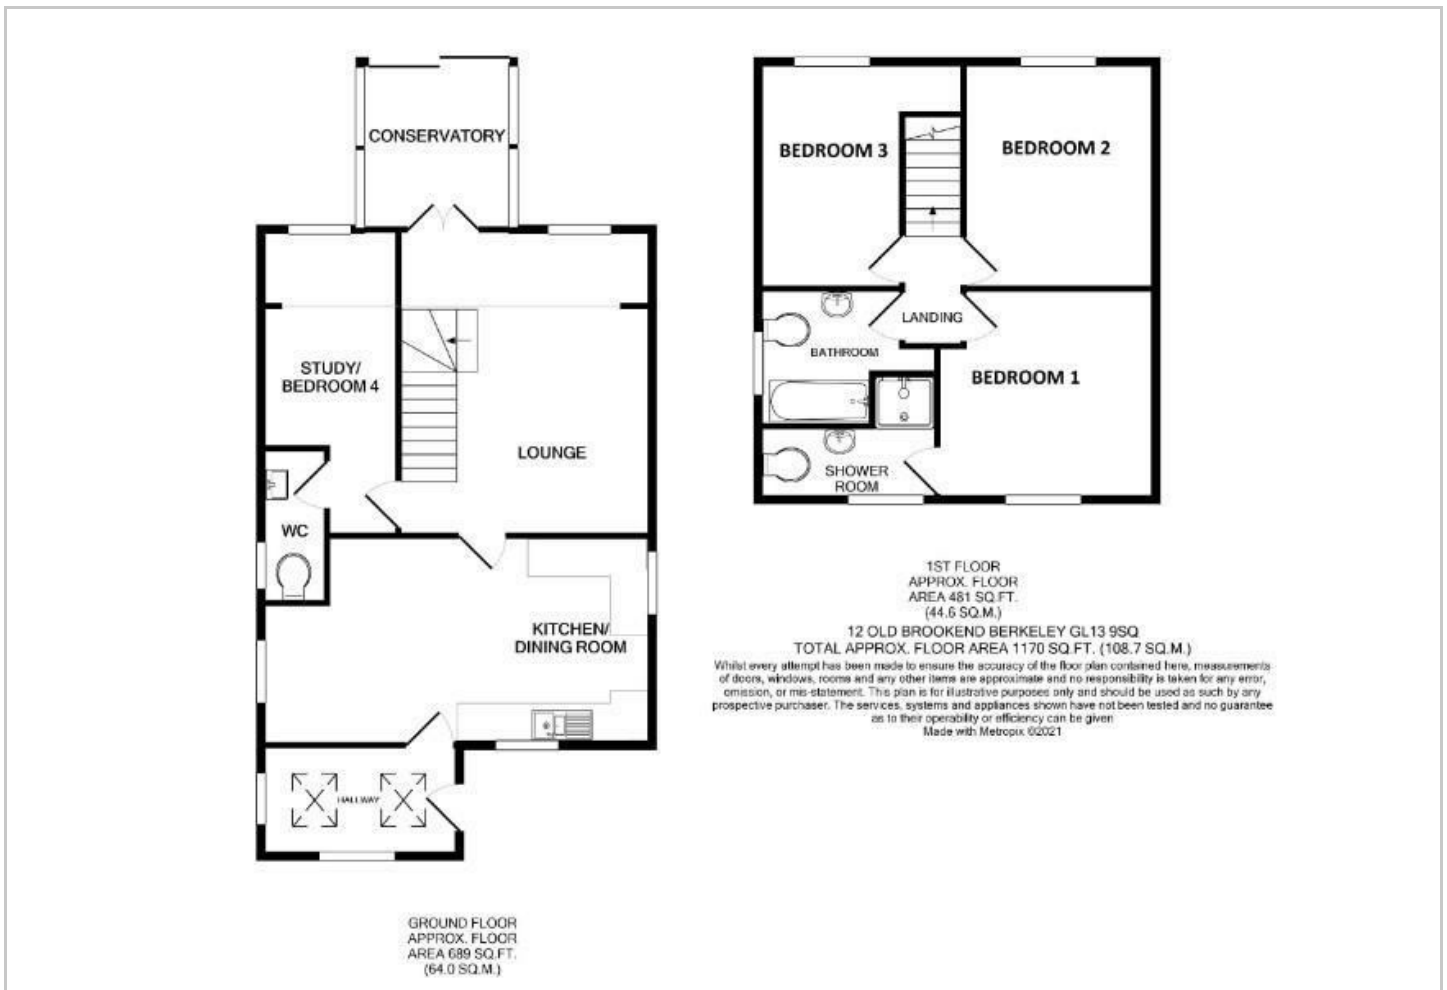 CONSERVATORY
STUDY/
BEDROOM 4
LOUNGE
WC
KITCHEN/
DINING ROOM
HALLWAY
GROUND FLOOR
APPROX. FLOOR
AREA 689 SQ.FT.
(64.0 SQ.M.)
BEDROOM 3
BEDROOM 2
LANDING
BATHROOM
BEDROOM 1
SHOWER
ROOM
1ST FLOOR
APPROX. FLOOR
AREA 481 SQ.FT.
(44.6 SQ.M.)
12 OLD BROOKEND BERKELEY GL13 9SQ
TOTAL APPROX. FLOOR AREA 1170 SQ.FT. (108.7 SQ.M.)
Whilst every attempt has been made to ensure the accuracy of the floor plan contained here, measurements
of doors, windows, rooms and any other items are approximate and no responsibility is taken for any error,
omission, or mis-statement. This plan is for illustrative purposes only and should be used as such by any
prospective purchaser. The services, systems and appliances shown have not been tested and no guarantee
as to their operability or efficiency can be given
Made with Metropix ©2021